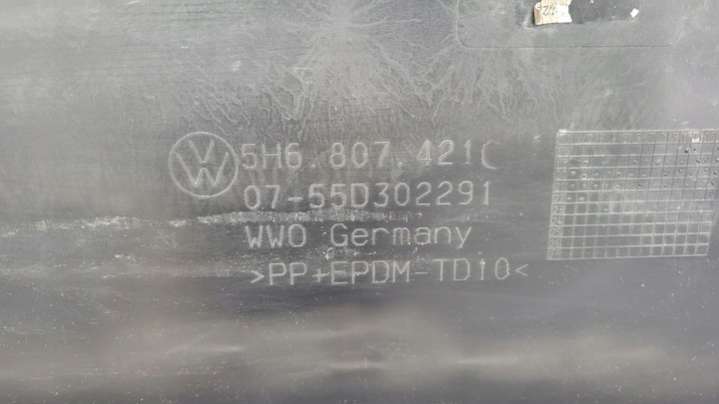 5H6.807.421C
07-55D302291
WWO Germany
>PP+EPDM-TD10<